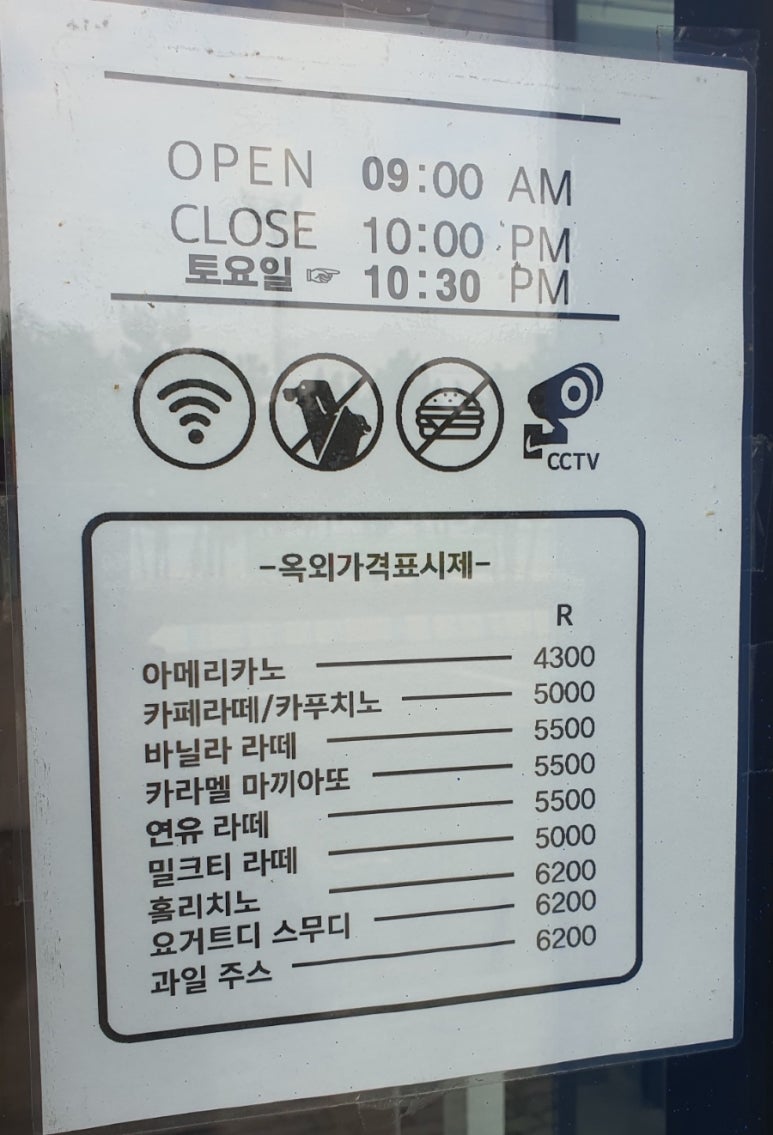 OPEN 09:00 AM
CLOSE 10:00 PM
토요일 ☞ 10:30 PM
CCTV
-옥외가격표시제-
R
아메리카노 4300
카페라떼/카푸치노 5000
바닐라 라떼 5500
카라멜 마끼아또 5500
연유 라떼 5500
밀크티 라떼 5000
홀리치노 6200
요거트디 스무디 6200
과일 주스 6200